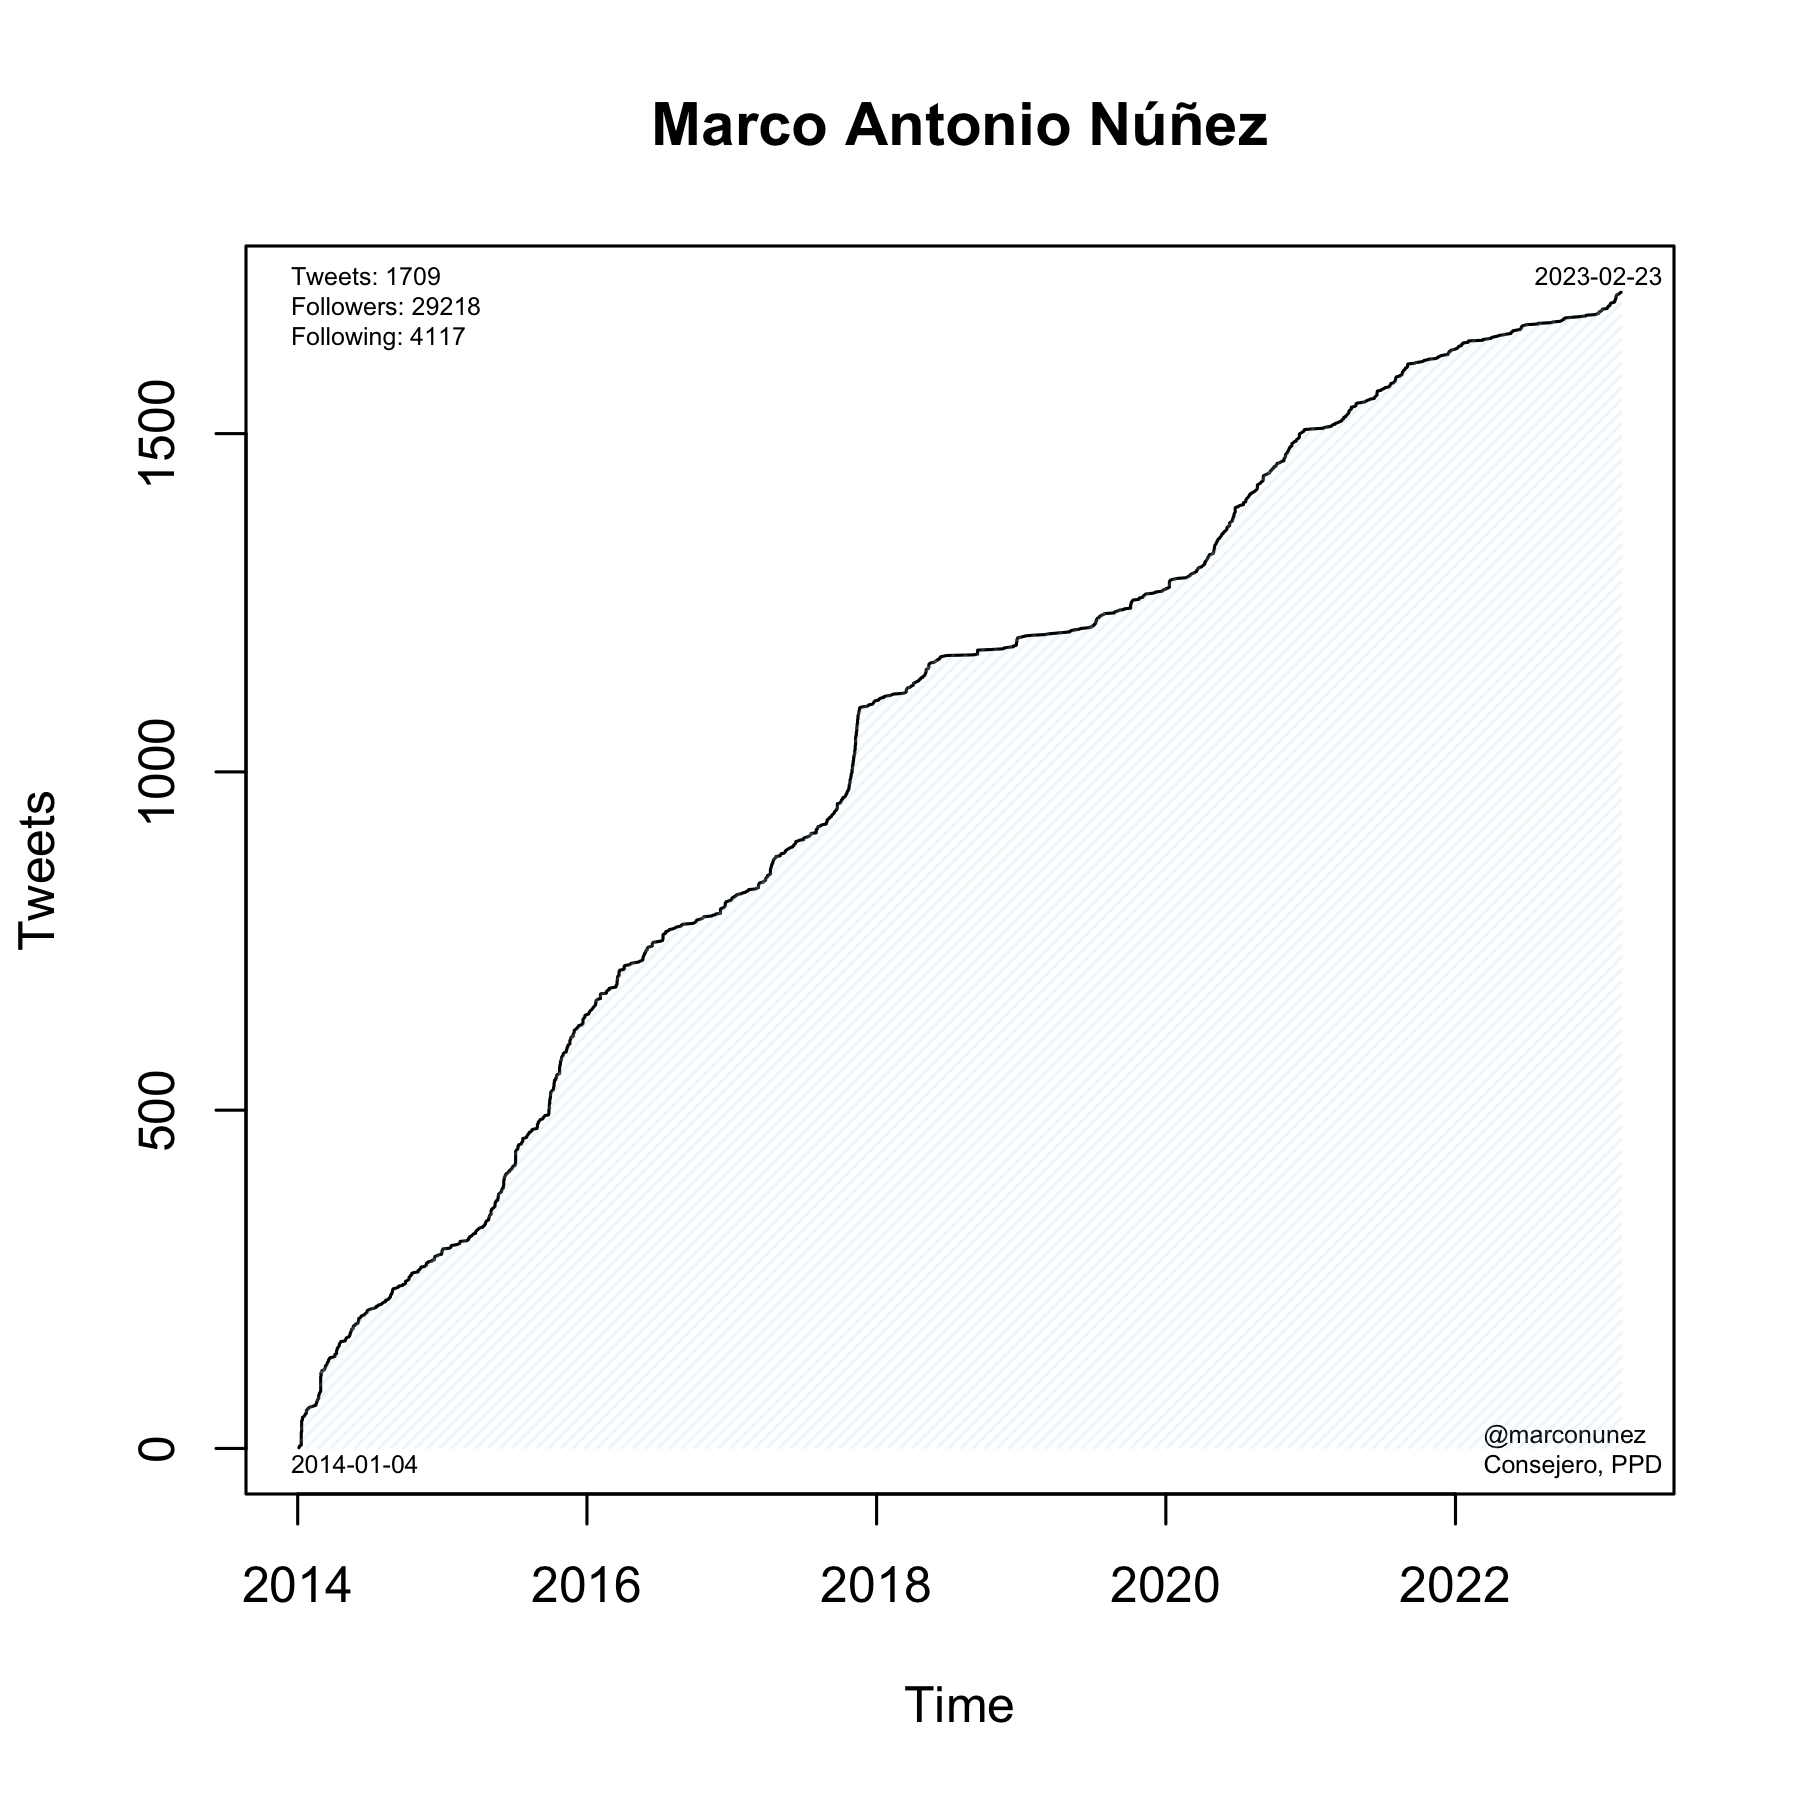 Marco Antonio Núñez
Tweets: 1709
Followers: 29218
Following: 4117
2023-02-23
1500
1000
500
0
Tweets
@marconunez
Consejero, PPD
2014-01-04
2014
2016
2018
2020
2022
Time